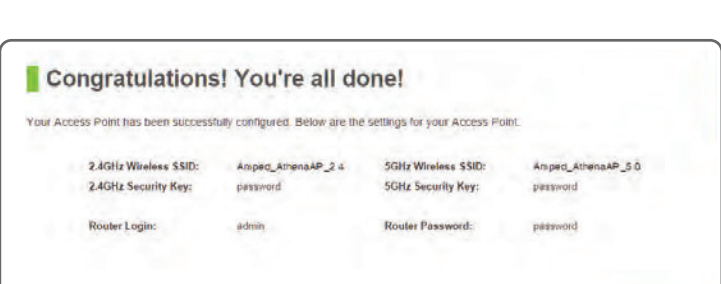 Congratulations! You're all done!
Your Access Point has been successfully configured. Below are the settings for your Access Point.
2.4GHz Wireless SSID: Amped_AthenaAP_2.4 5GHz Wireless SSID: Amped_AthenaAP_5.0
2.4GHz Security Key: password 5GHz Security Key: password
Router Login: admin Router Password: password